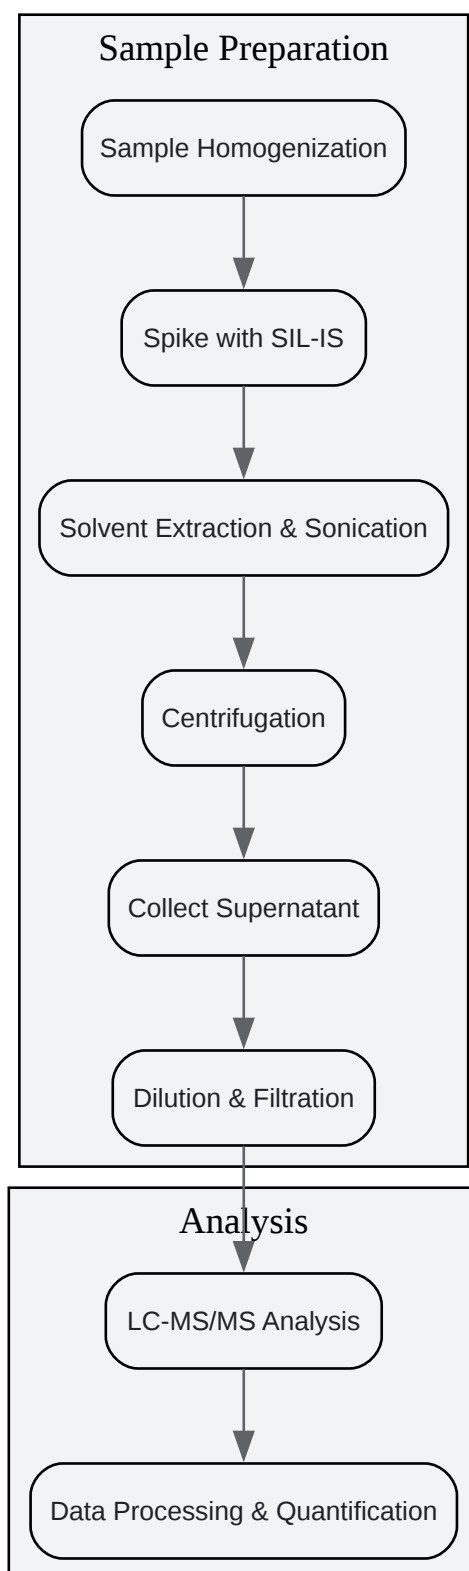 Sample Preparation
Sample Homogenization
Spike with SIL-IS
Solvent Extraction & Sonication
Centrifugation
Collect Supernatant
Dilution & Filtration
Analysis
LC-MS/MS Analysis
Data Processing & Quantification